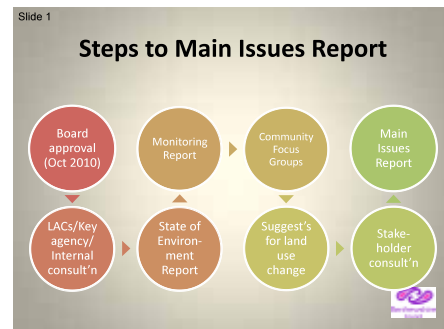 Slide 1
Steps to Main Issues Report
Board
approval
(Oct 2010)
LACs/Key
agency/
Internal
consult'n
State of
Environ-
ment
Report
Monitoring
Report
Community
Focus
Groups
Suggest's
for land
use
change
Stake-
holder
consult'n
Main
Issues
Report